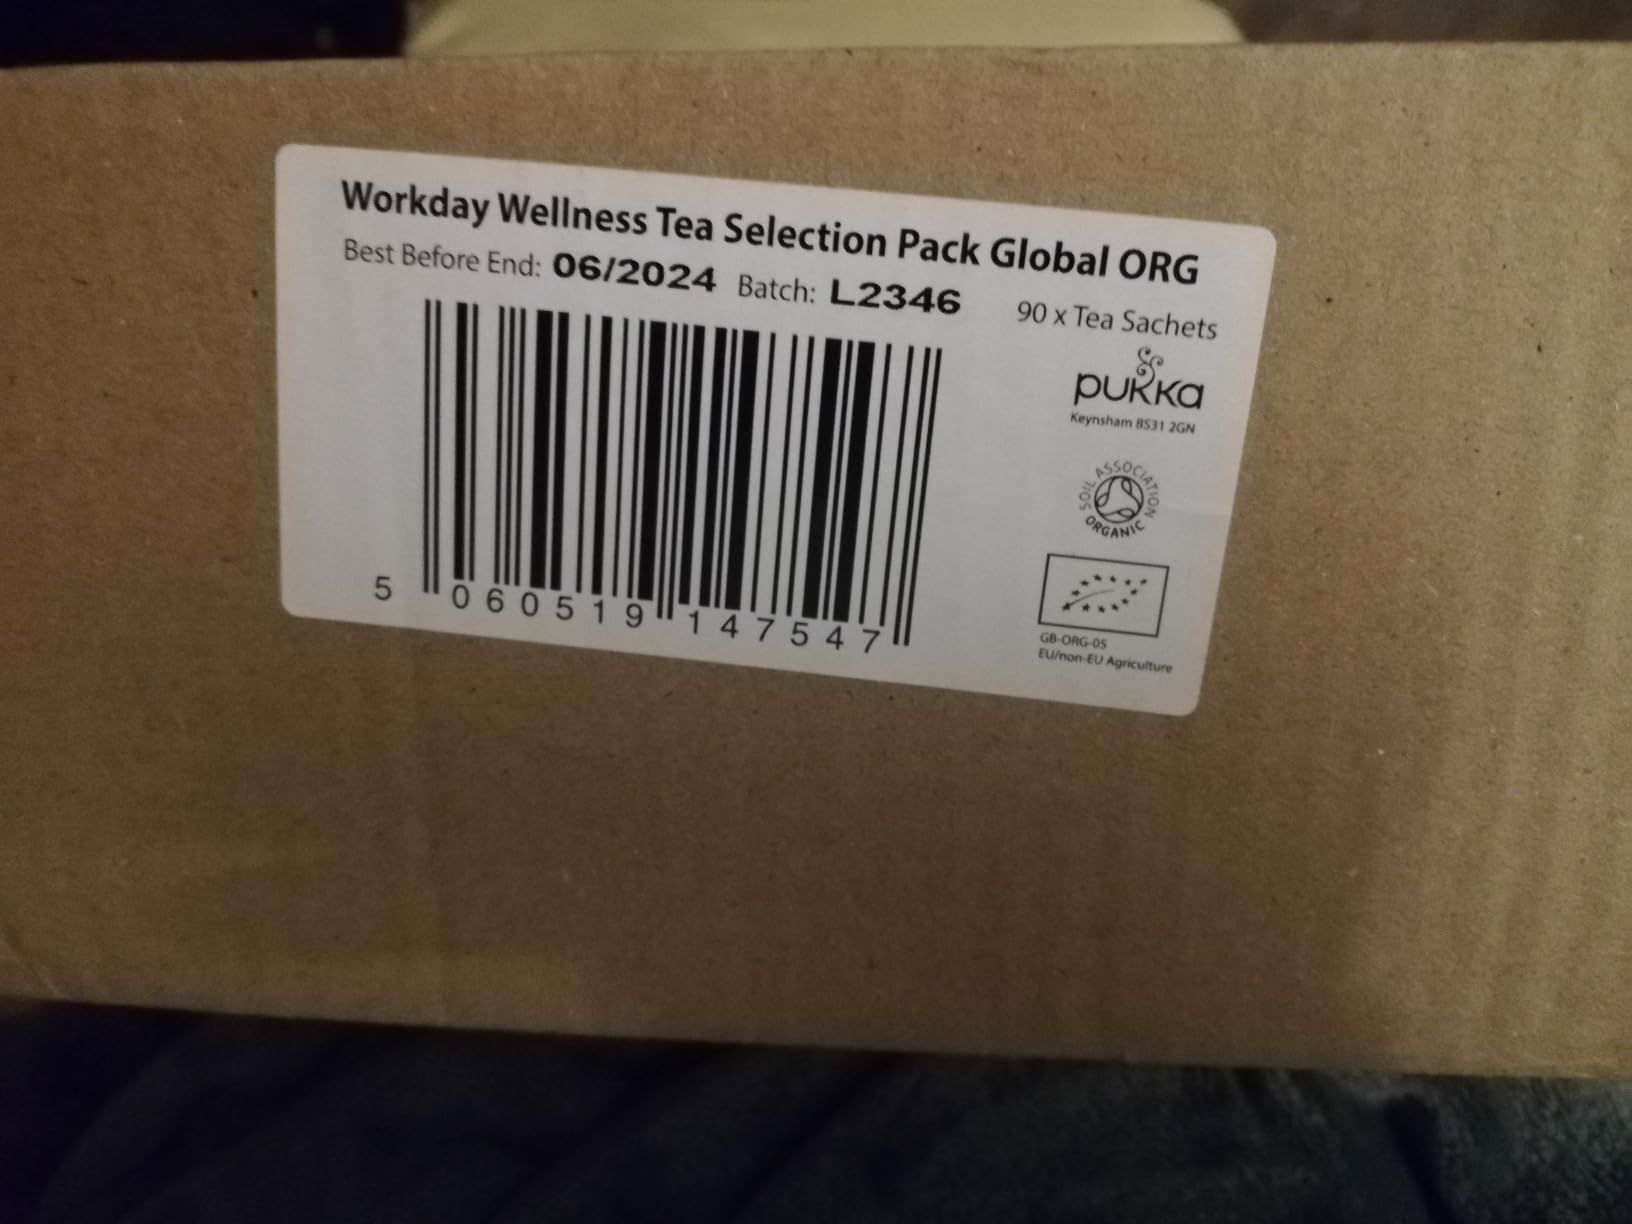 Workday Wellness Tea Selection Pack Global ORG
Best Before End: 06/2024 Batch: L2346
90 x Tea Sachets
pukka
Keynsham BS31 2GN
SOIL ASSOCIATION
ORGANIC
GB-ORG-05
EU/non-EU Agriculture
5 060519 147547